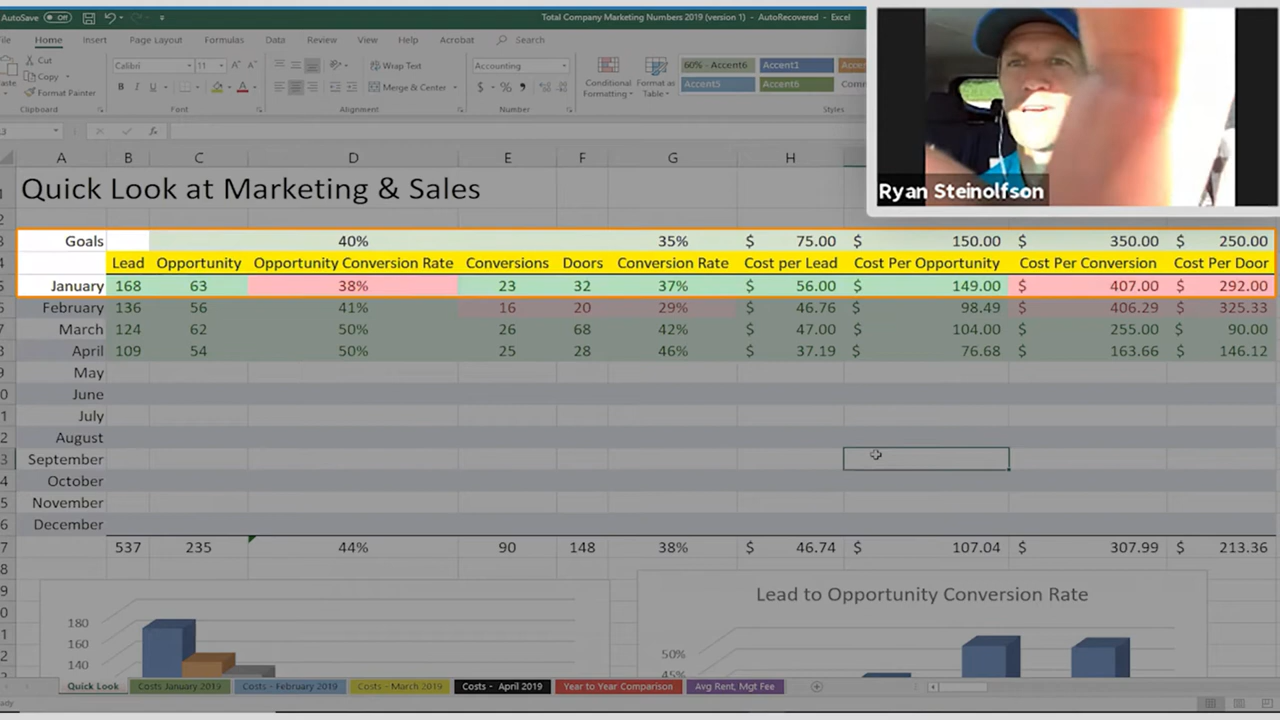 AutoSave Off Total Company Marketing Numbers 2019 (version 1) - AutoRecovered - Excel
Home Insert Page Layout Formulas Data Review View Help Acrobat Search
Cut Calibri 11 Wrap Text Accounting 60% - Accent6 Accent1
Copy Conditional Format as Accent5 Accent6
Format Painter B I U Merge & Center $ % Formatting Table
Clipboard Font Alignment Number Styles
fx
A B C D E F G H
Ryan Steinolfson
Quick Look at Marketing & Sales
2
Goals 40% 35% $ 75.00 $ 150.00 $ 350.00 $ 250.00
Lead Opportunity Opportunity Conversion Rate Conversions Doors Conversion Rate Cost per Lead Cost Per Opportunity Cost Per Conversion Cost Per Door
January 168 63 38% 23 32 37% $ 56.00 $ 149.00 $ 407.00 $ 292.00
February 136 56 41% 16 20 29% $ 46.76 $ 98.49 $ 406.29 $ 325.33
March 124 62 50% 26 68 42% $ 47.00 $ 104.00 $ 255.00 $ 90.00
April 109 54 50% 25 28 46% $ 37.19 $ 76.68 $ 163.66 $ 146.12
May
June
July
August
September
October
November
December
537 235 44% 90 148 38% $ 46.74 $ 107.04 $ 307.99 $ 213.36
Lead to Opportunity Conversion Rate
180
160
140
50%
45%
Quick Look Costs January 2019 Costs - February 2019 Costs - March 2019 Costs - April 2019 Year to Year Comparison Avg Rent, Mgt Fee